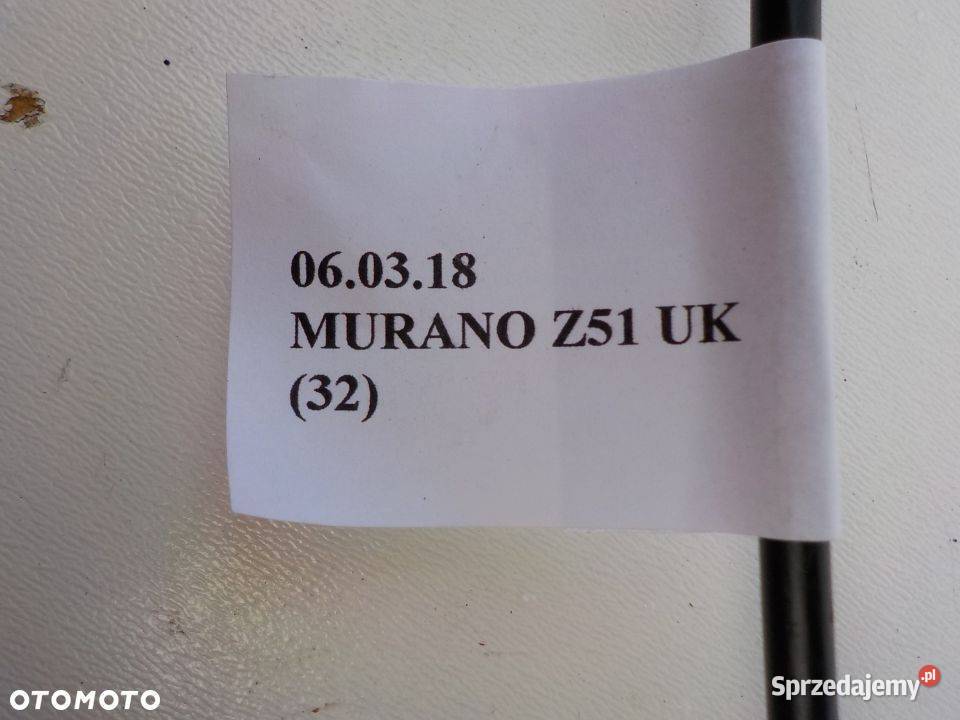 06.03.18
MURANO Z51 UK
(32)
OTOMOTO
Sprzedajemy.pl